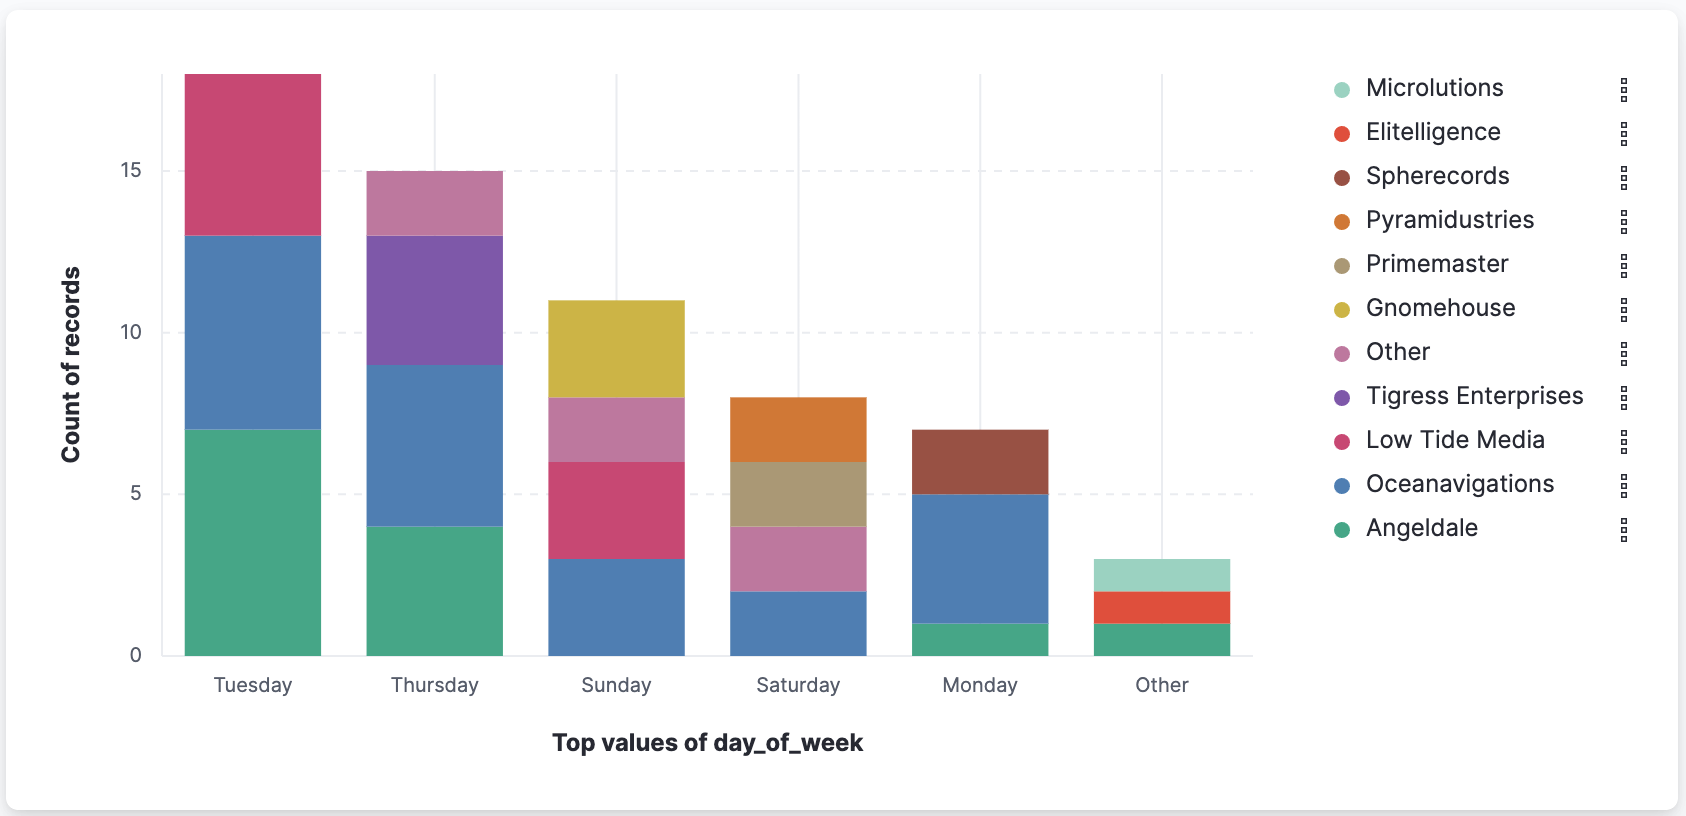 Count of records
15
10
5
0
Tuesday
Thursday
Sunday
Saturday
Monday
Other
Top values of day_of_week
Microlutions
Elitelligence
Spherecords
Pyramidustries
Primemaster
Gnomehouse
Other
Tigress Enterprises
Low Tide Media
Oceanavigations
Angeldale